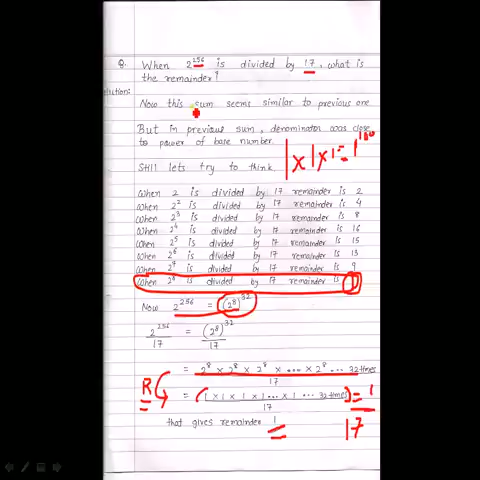 8. When 2^256 is divided by 17, what is
the remainder?
olution:
Now this sum seems similar to previous one
But in previous sum, denominator was close
to power of base number.
1 x 1 x 1 = 1^100
Still lets try to think
When 2 is divided by 17 remainder is 2
When 2^2 is divided by 17 remainder is 4
When 2^3 is divided by 17 remainder is 8
When 2^4 is divided by 17 remainder is 16
When 2^5 is divided by 17 remainder is 15
When 2^6 is divided by 17 remainder is 13
When 2^7 is divided by 17 remainder is 9
When 2^8 is divided by 17 remainder is 1
Now 2^256 = (2^8)^32
2^256/17 = (2^8)^32/17
= 2^8 x 2^8 x 2^8 x ... x 2^8 ... 32 times / 17
R = (1 x 1 x 1 x 1 ... x 1 ... 32 times) / 17 = 1/17
that gives remainder 1